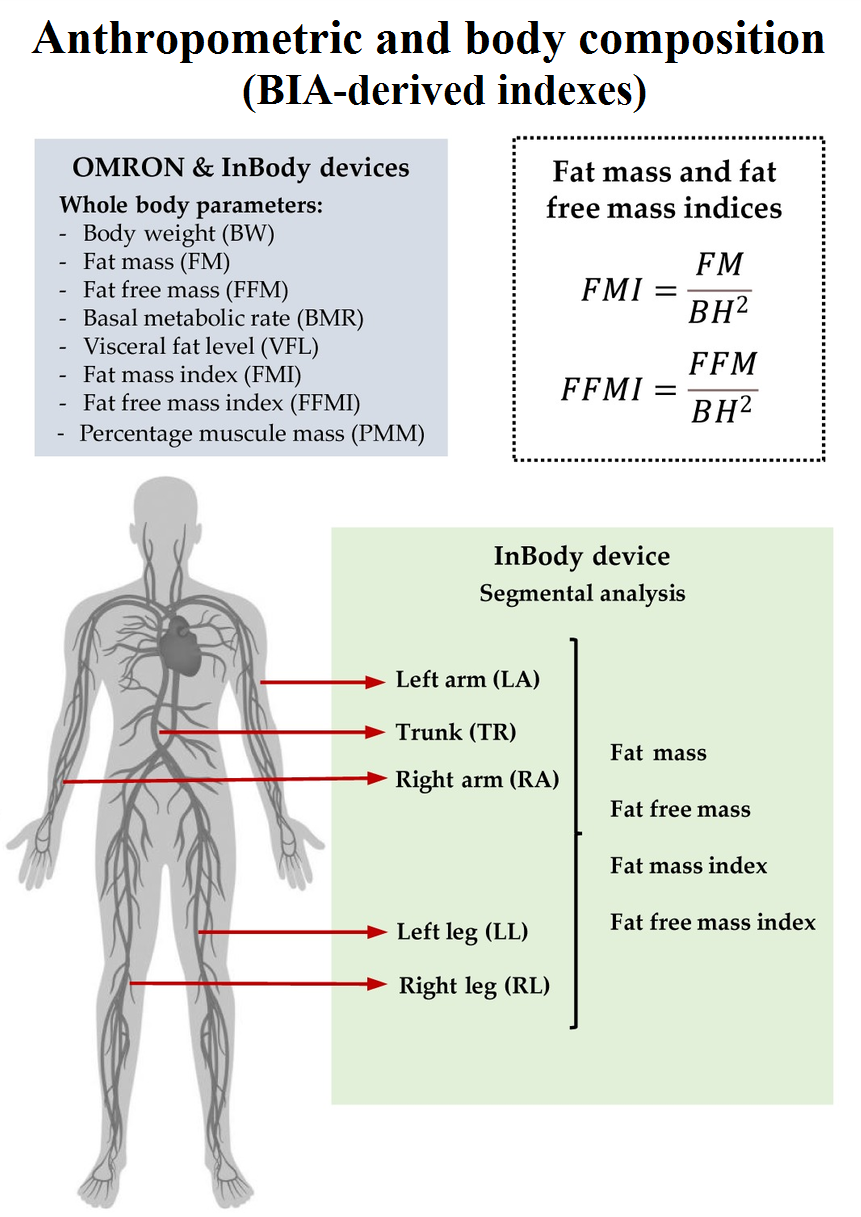 Anthropometric and body composition
(BIA-derived indexes)
OMRON & InBody devices
Whole body parameters:
- Body weight (BW)
- Fat mass (FM)
- Fat free mass (FFM)
- Basal metabolic rate (BMR)
- Visceral fat level (VFL)
- Fat mass index (FMI)
- Fat free mass index (FFMI)
- Percentage muscule mass (PMM)
Fat mass and fat
free mass indices
FMI = FM / BH²
FFMI = FFM / BH²
InBody device
Segmental analysis
Left arm (LA)
Trunk (TR)
Right arm (RA)
Left leg (LL)
Right leg (RL)
Fat mass
Fat free mass
Fat mass index
Fat free mass index